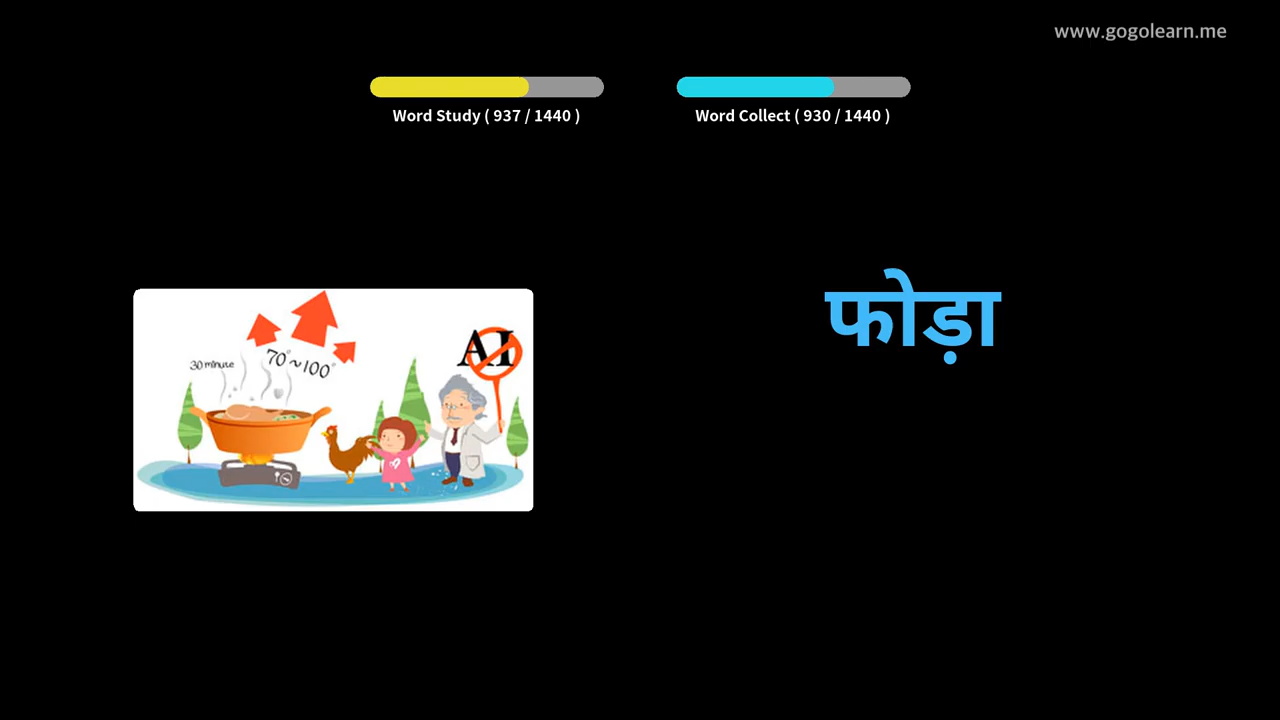 www.gogolearn.me
Word Study ( 937 / 1440 )
Word Collect ( 930 / 1440 )
फोड़ा
30 minute
70°~100°
AI